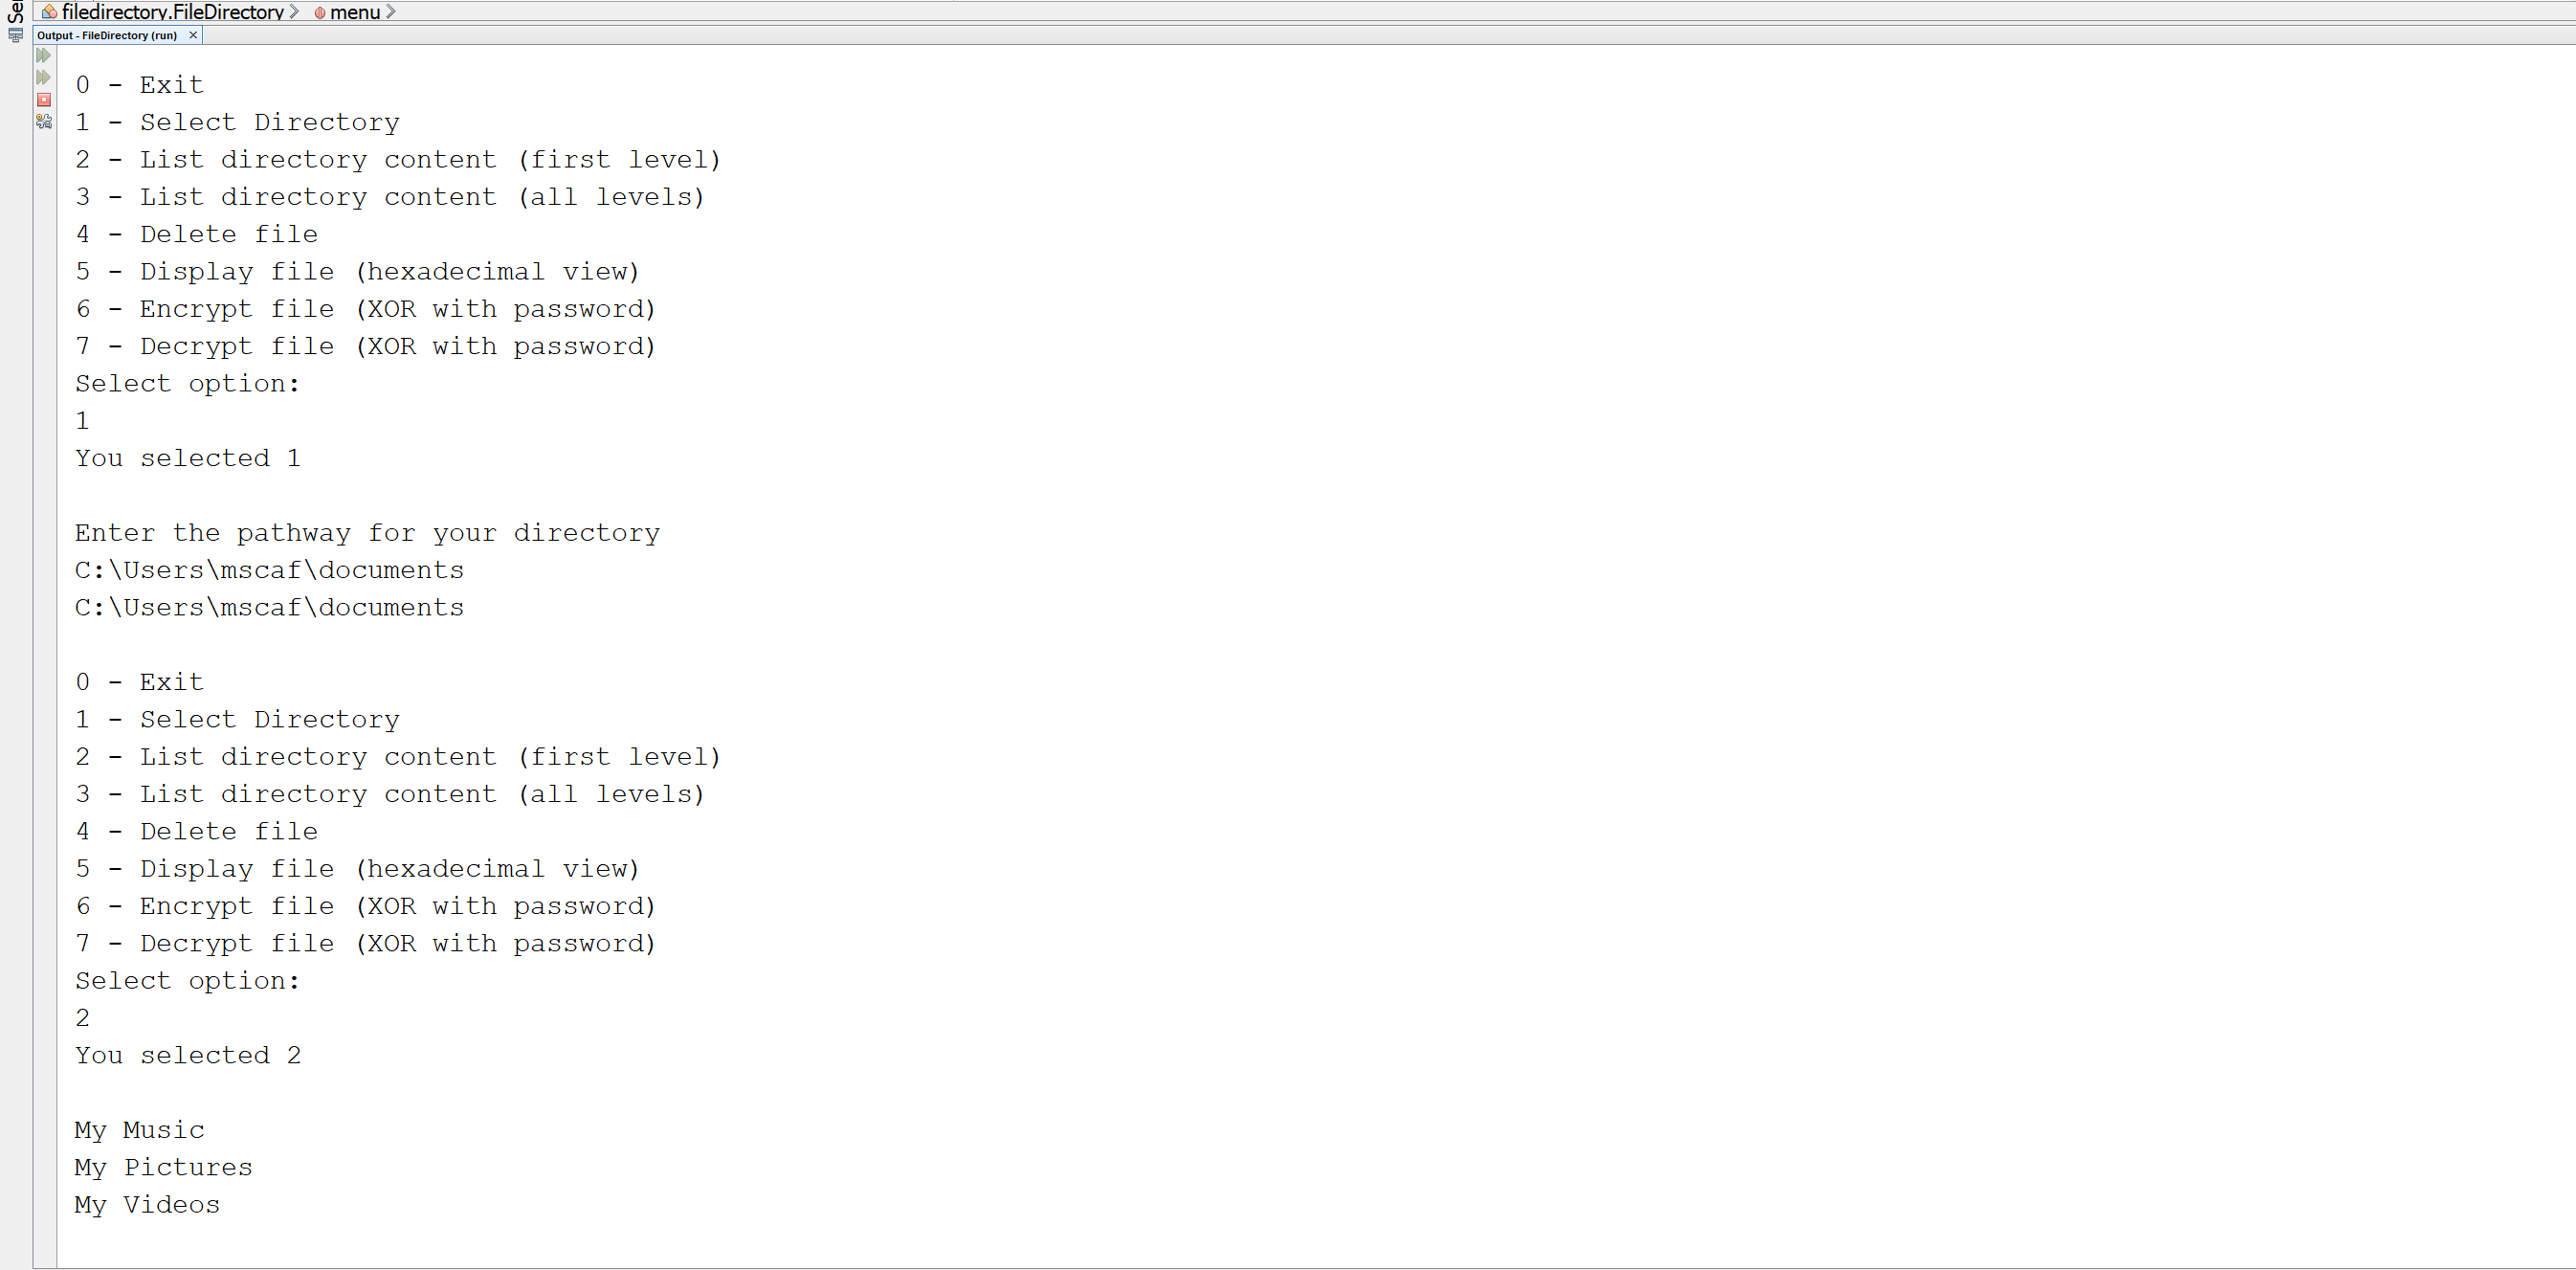 Se
filedirectory.FileDirectory
menu
Output - FileDirectory (run)
0 - Exit
1 - Select Directory
2 - List directory content (first level)
3 - List directory content (all levels)
4 - Delete file
5 - Display file (hexadecimal view)
6 - Encrypt file (XOR with password)
7 - Decrypt file (XOR with password)
Select option:
1
You selected 1
Enter the pathway for your directory
C:\Users\mscaf\documents
C:\Users\mscaf\documents
0 - Exit
1 - Select Directory
2 - List directory content (first level)
3 - List directory content (all levels)
4 - Delete file
5 - Display file (hexadecimal view)
6 - Encrypt file (XOR with password)
7 - Decrypt file (XOR with password)
Select option:
2
You selected 2
My Music
My Pictures
My Videos